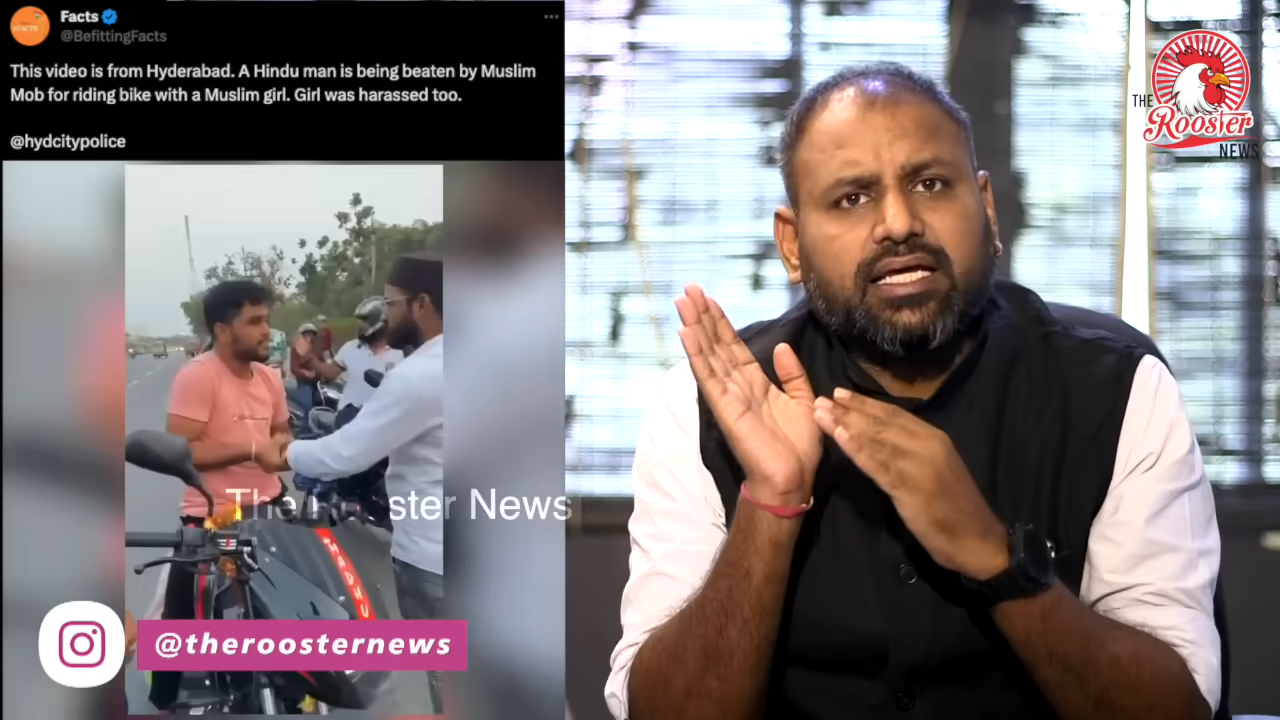 Facts
@BefittingFacts
This video is from Hyderabad. A Hindu man is being beaten by Muslim
Mob for riding bike with a Muslim girl. Girl was harassed too.
@hydcitypolice
THE
Rooster
NEWS
The Rooster News
MADHU
@theroosternews